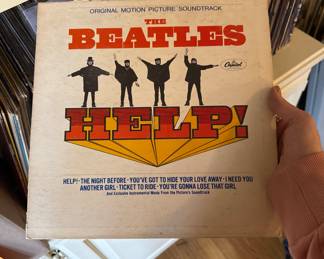 ORIGINAL MOTION PICTURE SOUNDTRACK
THE
BEATLES
Capitol
HELP!
HELP! · THE NIGHT BEFORE · YOU'VE GOT TO HIDE YOUR LOVE AWAY · I NEED YOU
ANOTHER GIRL · TICKET TO RIDE · YOU'RE GONNA LOSE THAT GIRL
And Exclusive Instrumental Music From the Picture's Soundtrack